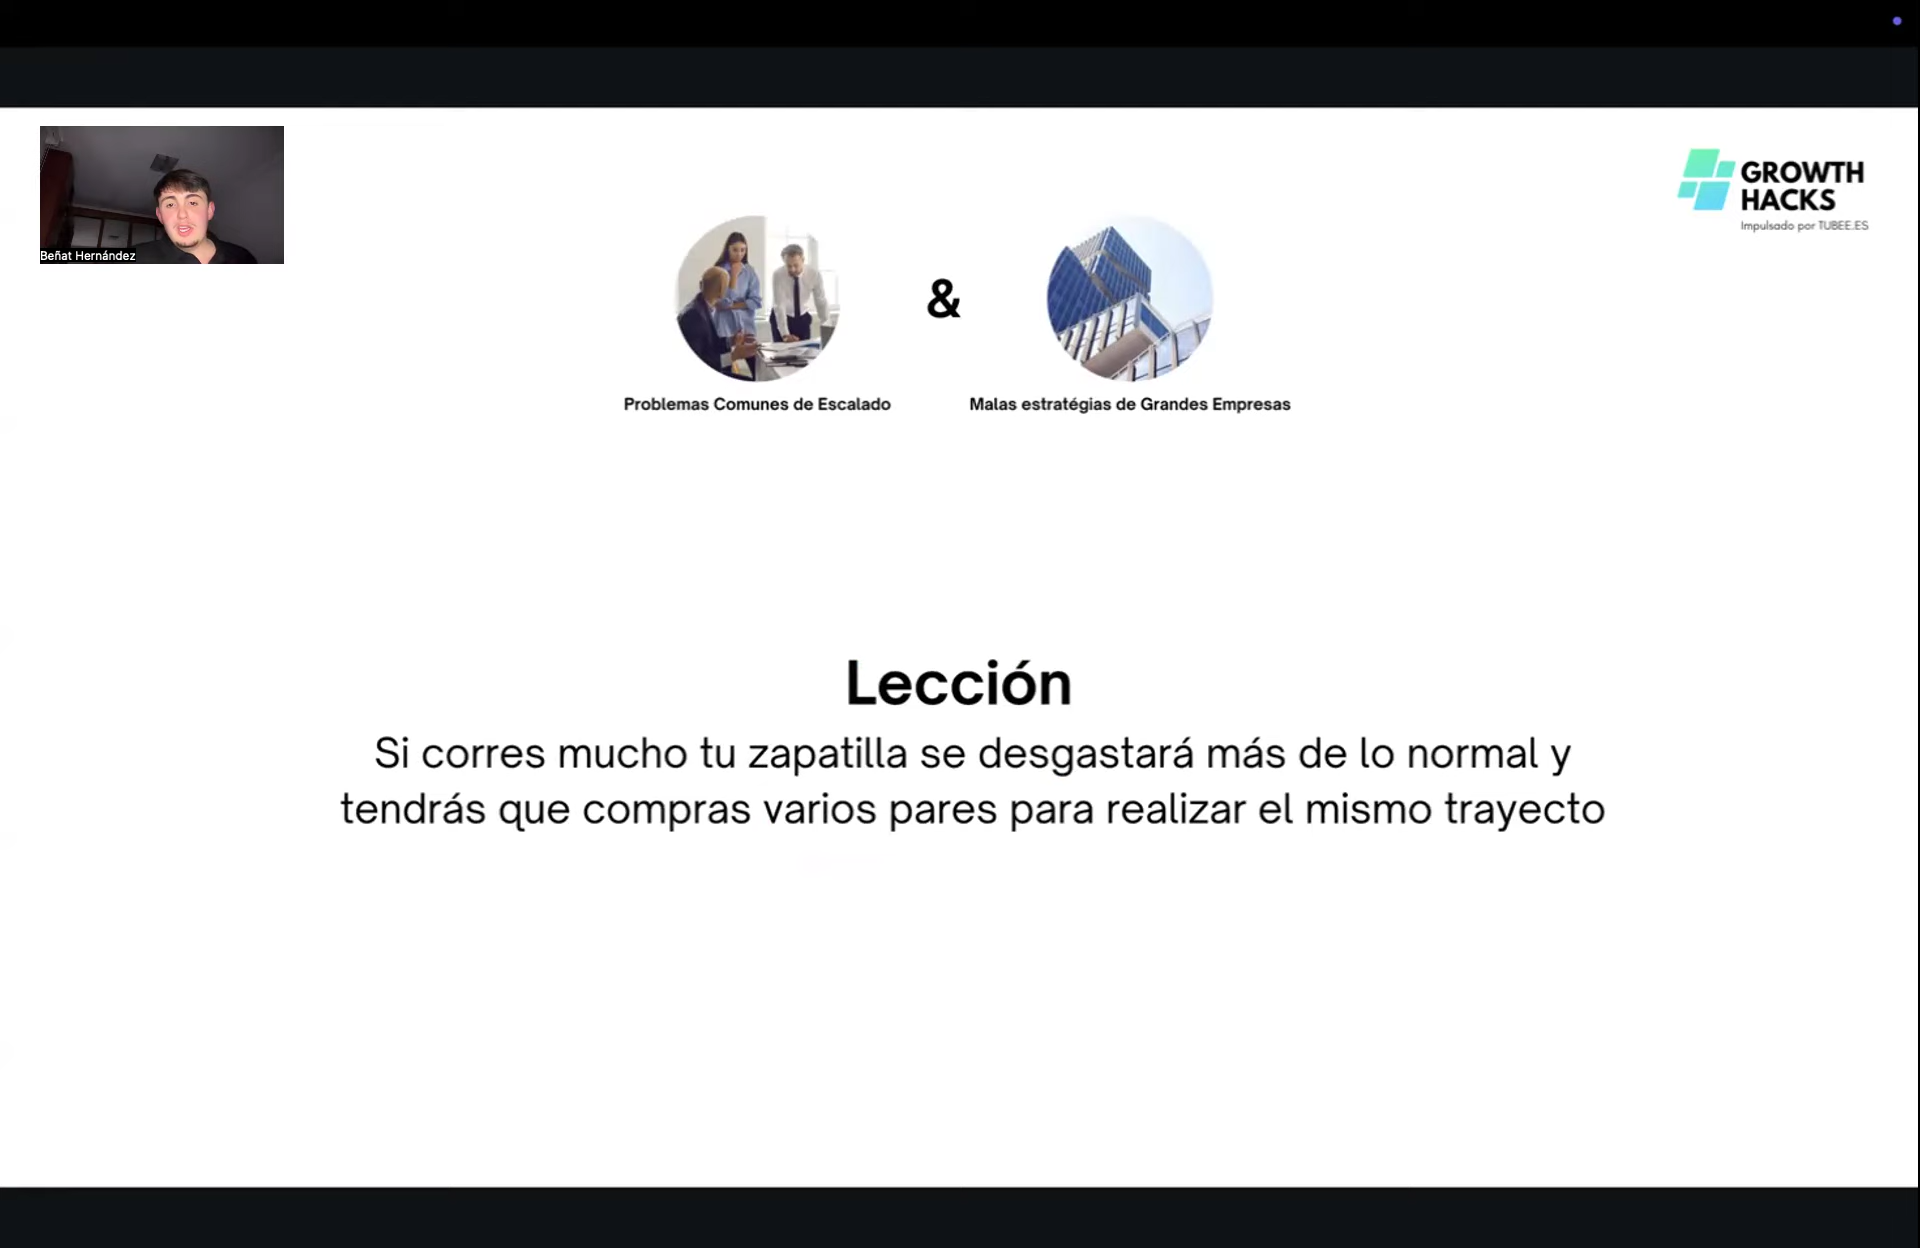 Beñat Hernández
GROWTH
HACKS
Impulsado por TUBEE.ES
&
Problemas Comunes de Escalado
Malas estratégias de Grandes Empresas
Lección
Si corres mucho tu zapatilla se desgastará más de lo normal y
tendrás que compras varios pares para realizar el mismo trayecto